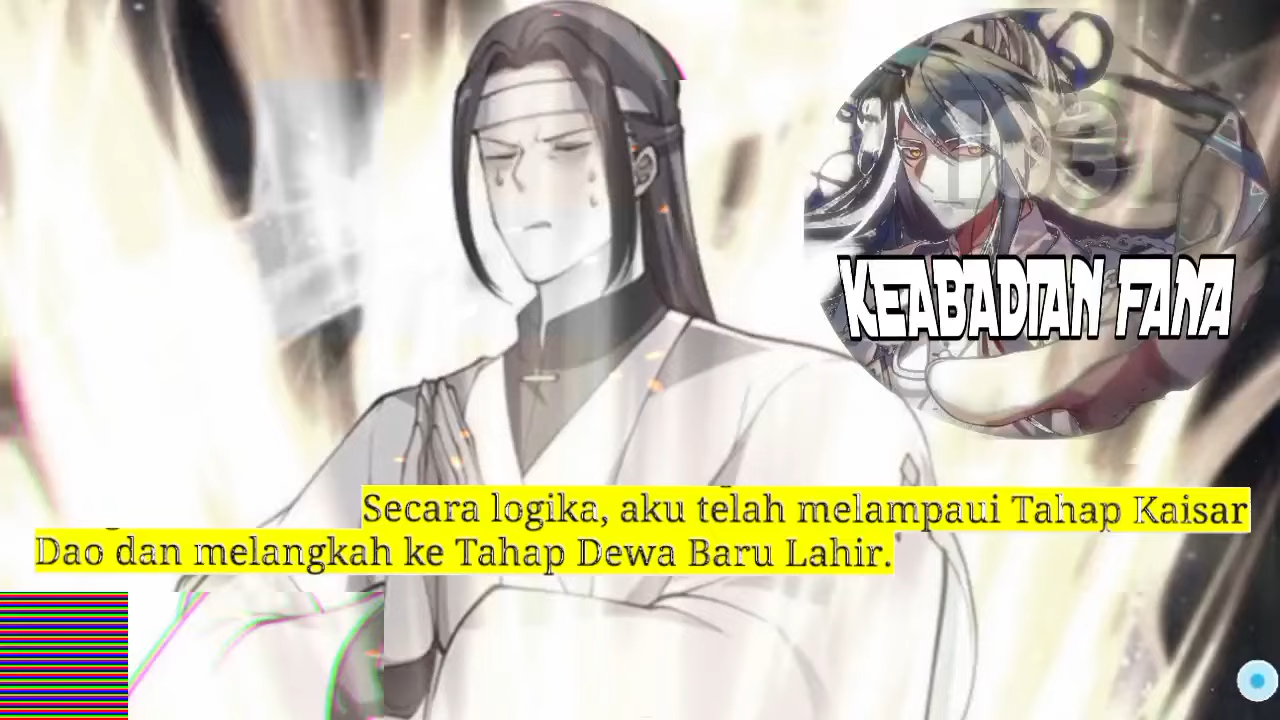 KEABADIAN FANA
Secara logika, aku telah melampaui Tahap Kaisar
Dao dan melangkah ke Tahap Dewa Baru Lahir.